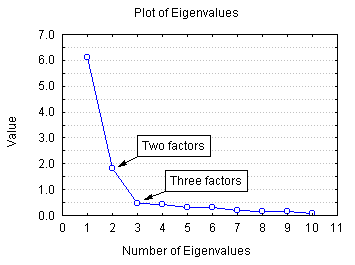 Plot of Eigenvalues
7.0
6.0
5.0
4.0
3.0
2.0
1.0
0.0
Value
Two factors
Three factors
0 1 2 3 4 5 6 7 8 9 10 11
Number of Eigenvalues